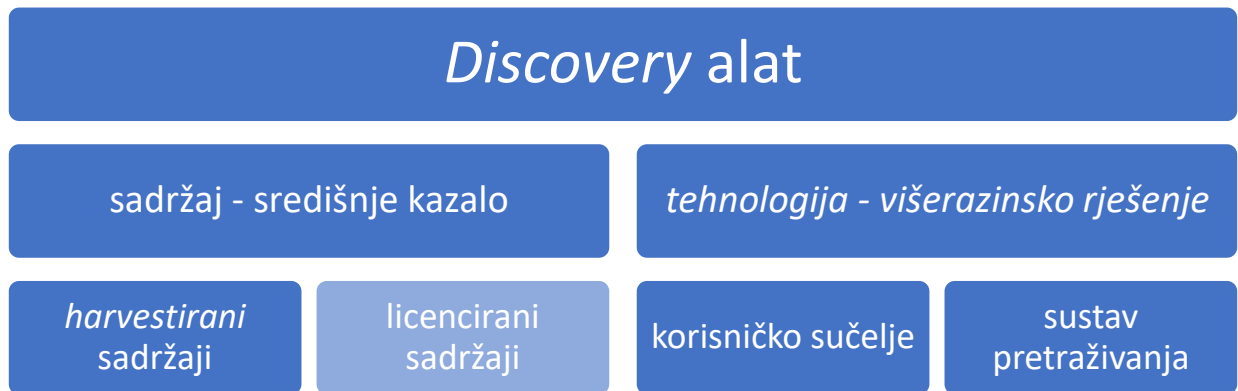 Discovery alat
sadržaj - središnje kazalo
tehnologija - višerazinsko rješenje
harvestirani
sadržaji
licencirani
sadržaji
korisničko sučelje
sustav
pretraživanja